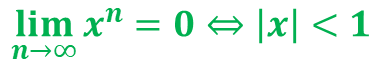 lim xⁿ = 0 ⇔ |x| < 1
n→∞